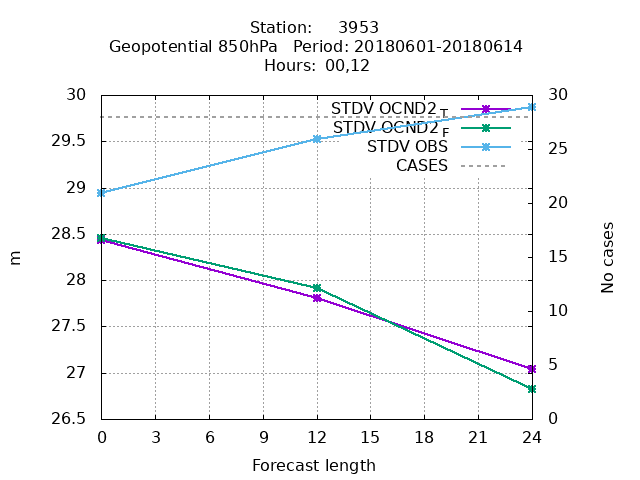 Station: 3953
Geopotential 850hPa Period: 20180601-20180614
Hours: 00,12
30 30
STDV OCND2 T
STDV OCND2 F
STDV OBS
CASES
29.5 25
29 20
28.5 15
28 10
27.5 5
27
26.5 0
m
No cases
0 3 6 9 12 15 18 21 24
Forecast length